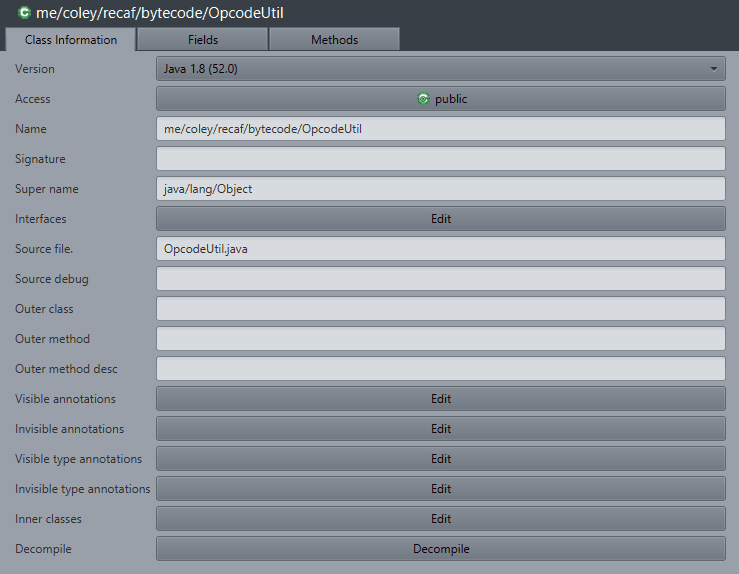 me/coley/recaf/bytecode/OpcodeUtil
Class Information Fields Methods
Version Java 1.8 (52.0)
Access public
Name me/coley/recaf/bytecode/OpcodeUtil
Signature
Super name java/lang/Object
Interfaces Edit
Source file. OpcodeUtil.java
Source debug
Outer class
Outer method
Outer method desc
Visible annotations Edit
Invisible annotations Edit
Visible type annotations Edit
Invisible type annotations Edit
Inner classes Edit
Decompile Decompile